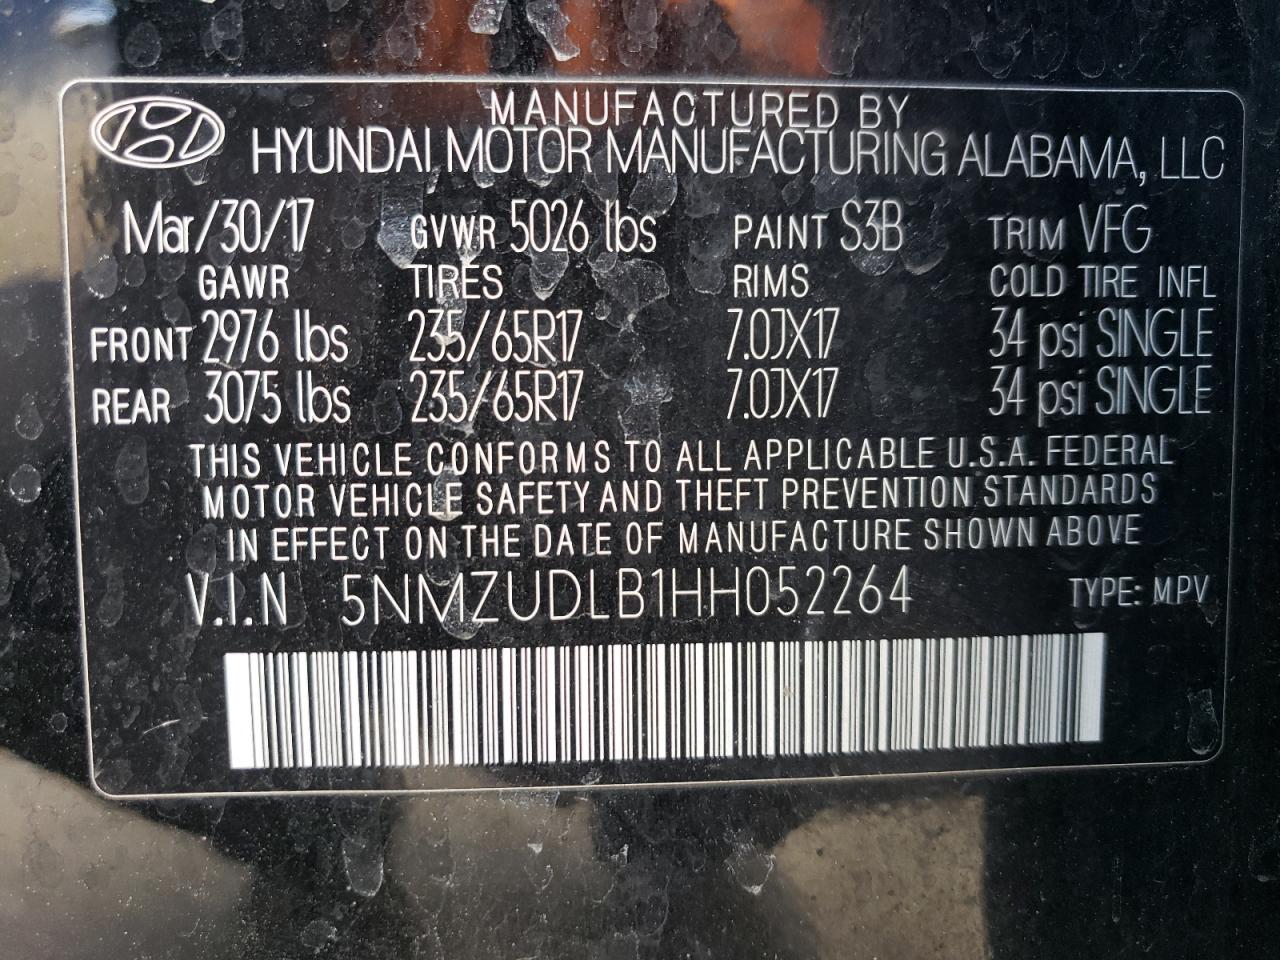 MANUFACTURED BY
HYUNDAI MOTOR MANUFACTURING ALABAMA, LLC
Mar/30/17 GVWR 5026 lbs PAINT S3B TRIM VFG
GAWR TIRES RIMS COLD TIRE INFL
FRONT 2976 lbs 235/65R17 7.0JX17 34 psi SINGLE
REAR 3075 lbs 235/65R17 7.0JX17 34 psi SINGLE
THIS VEHICLE CONFORMS TO ALL APPLICABLE U.S.A. FEDERAL
MOTOR VEHICLE SAFETY AND THEFT PREVENTION STANDARDS
IN EFFECT ON THE DATE OF MANUFACTURE SHOWN ABOVE
V.I.N 5NMZUDLB1HH052264 TYPE: MPV